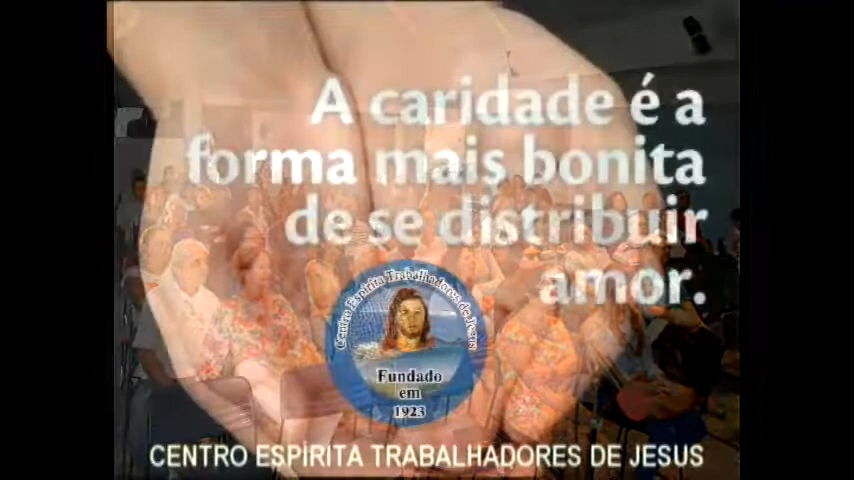 A caridade é a
forma mais bonita
de se distribuir
amor.
Centro Espírita Trabalhadores de Jesus
Fundado
em
1923
CENTRO ESPÍRITA TRABALHADORES DE JESUS